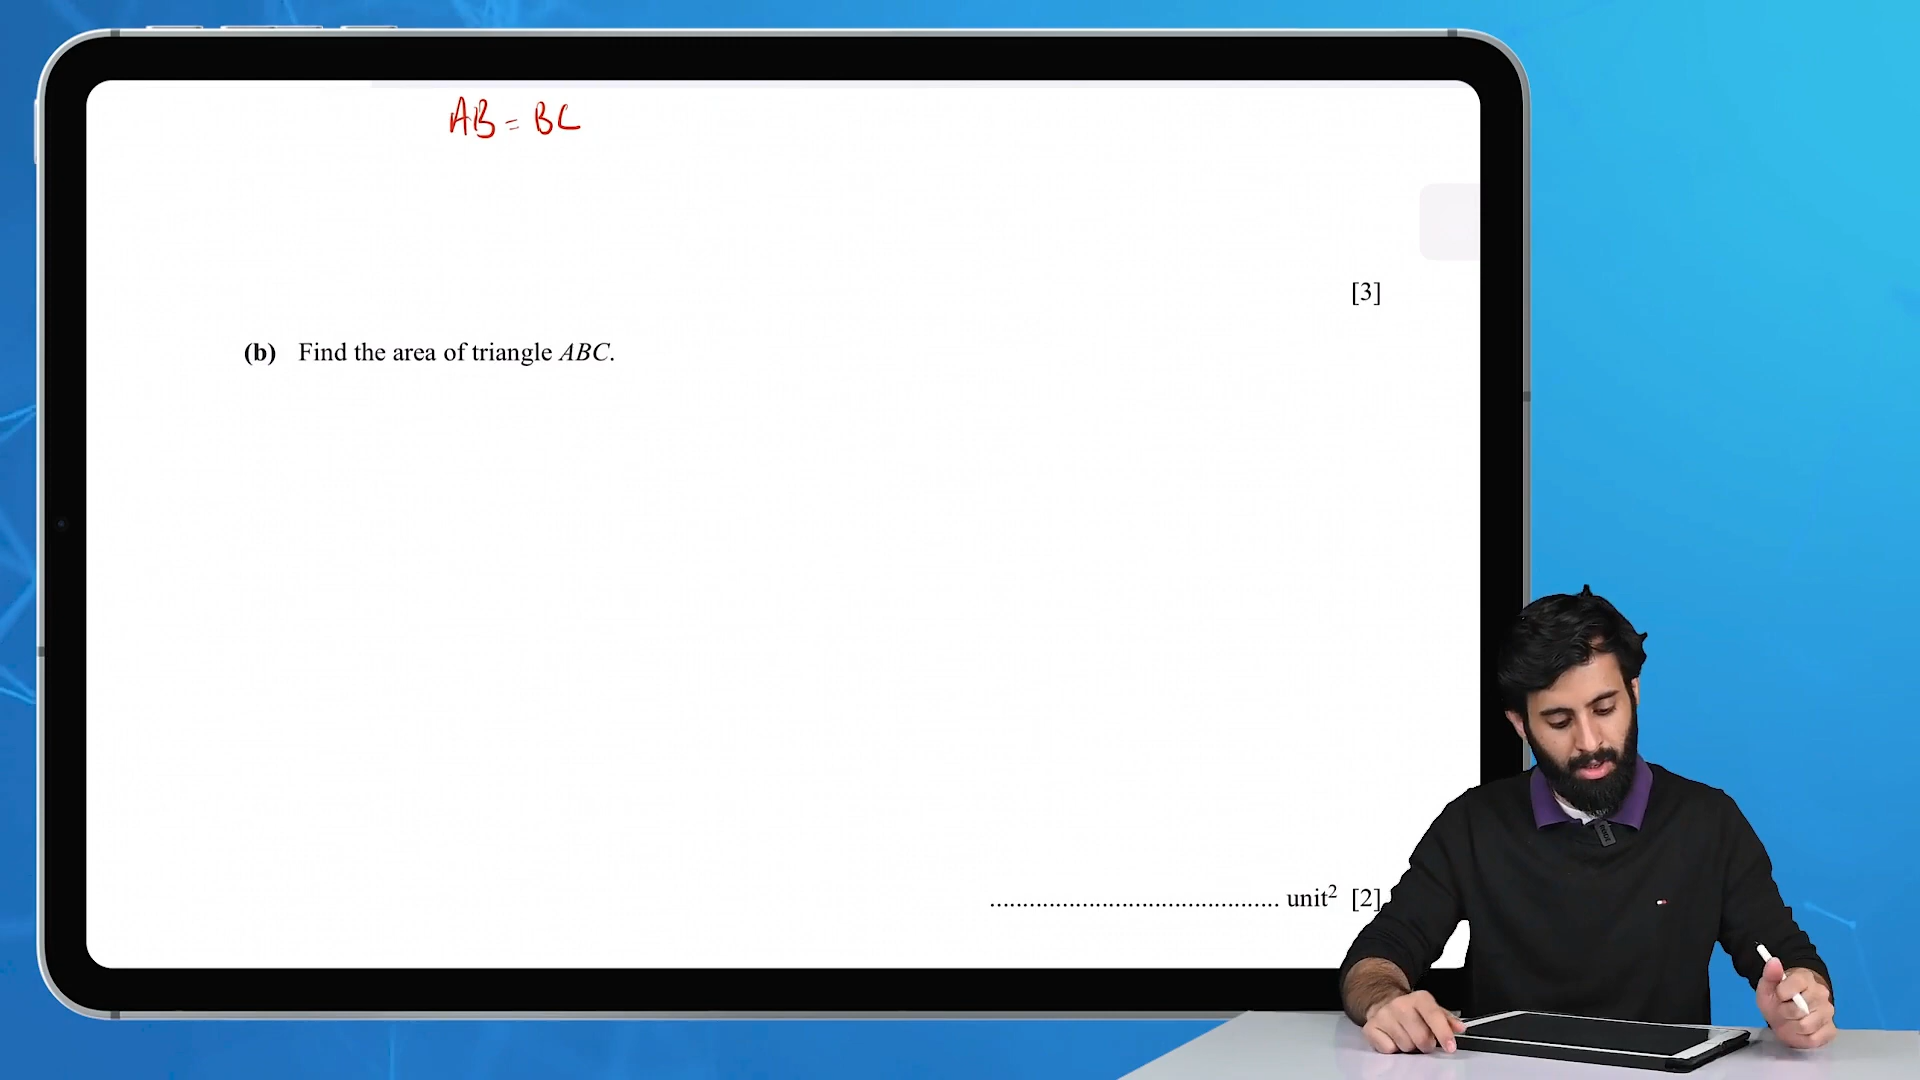 AB = BC
[3]
(b) Find the area of triangle ABC.
........................................... unit² [2]